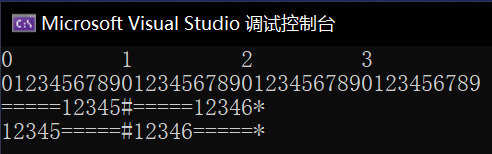 Microsoft Visual Studio 调试控制台
0         1         2         3
0123456789012345678901234567890123456789
=====12345#=====12346*
12345=====#12346=====*